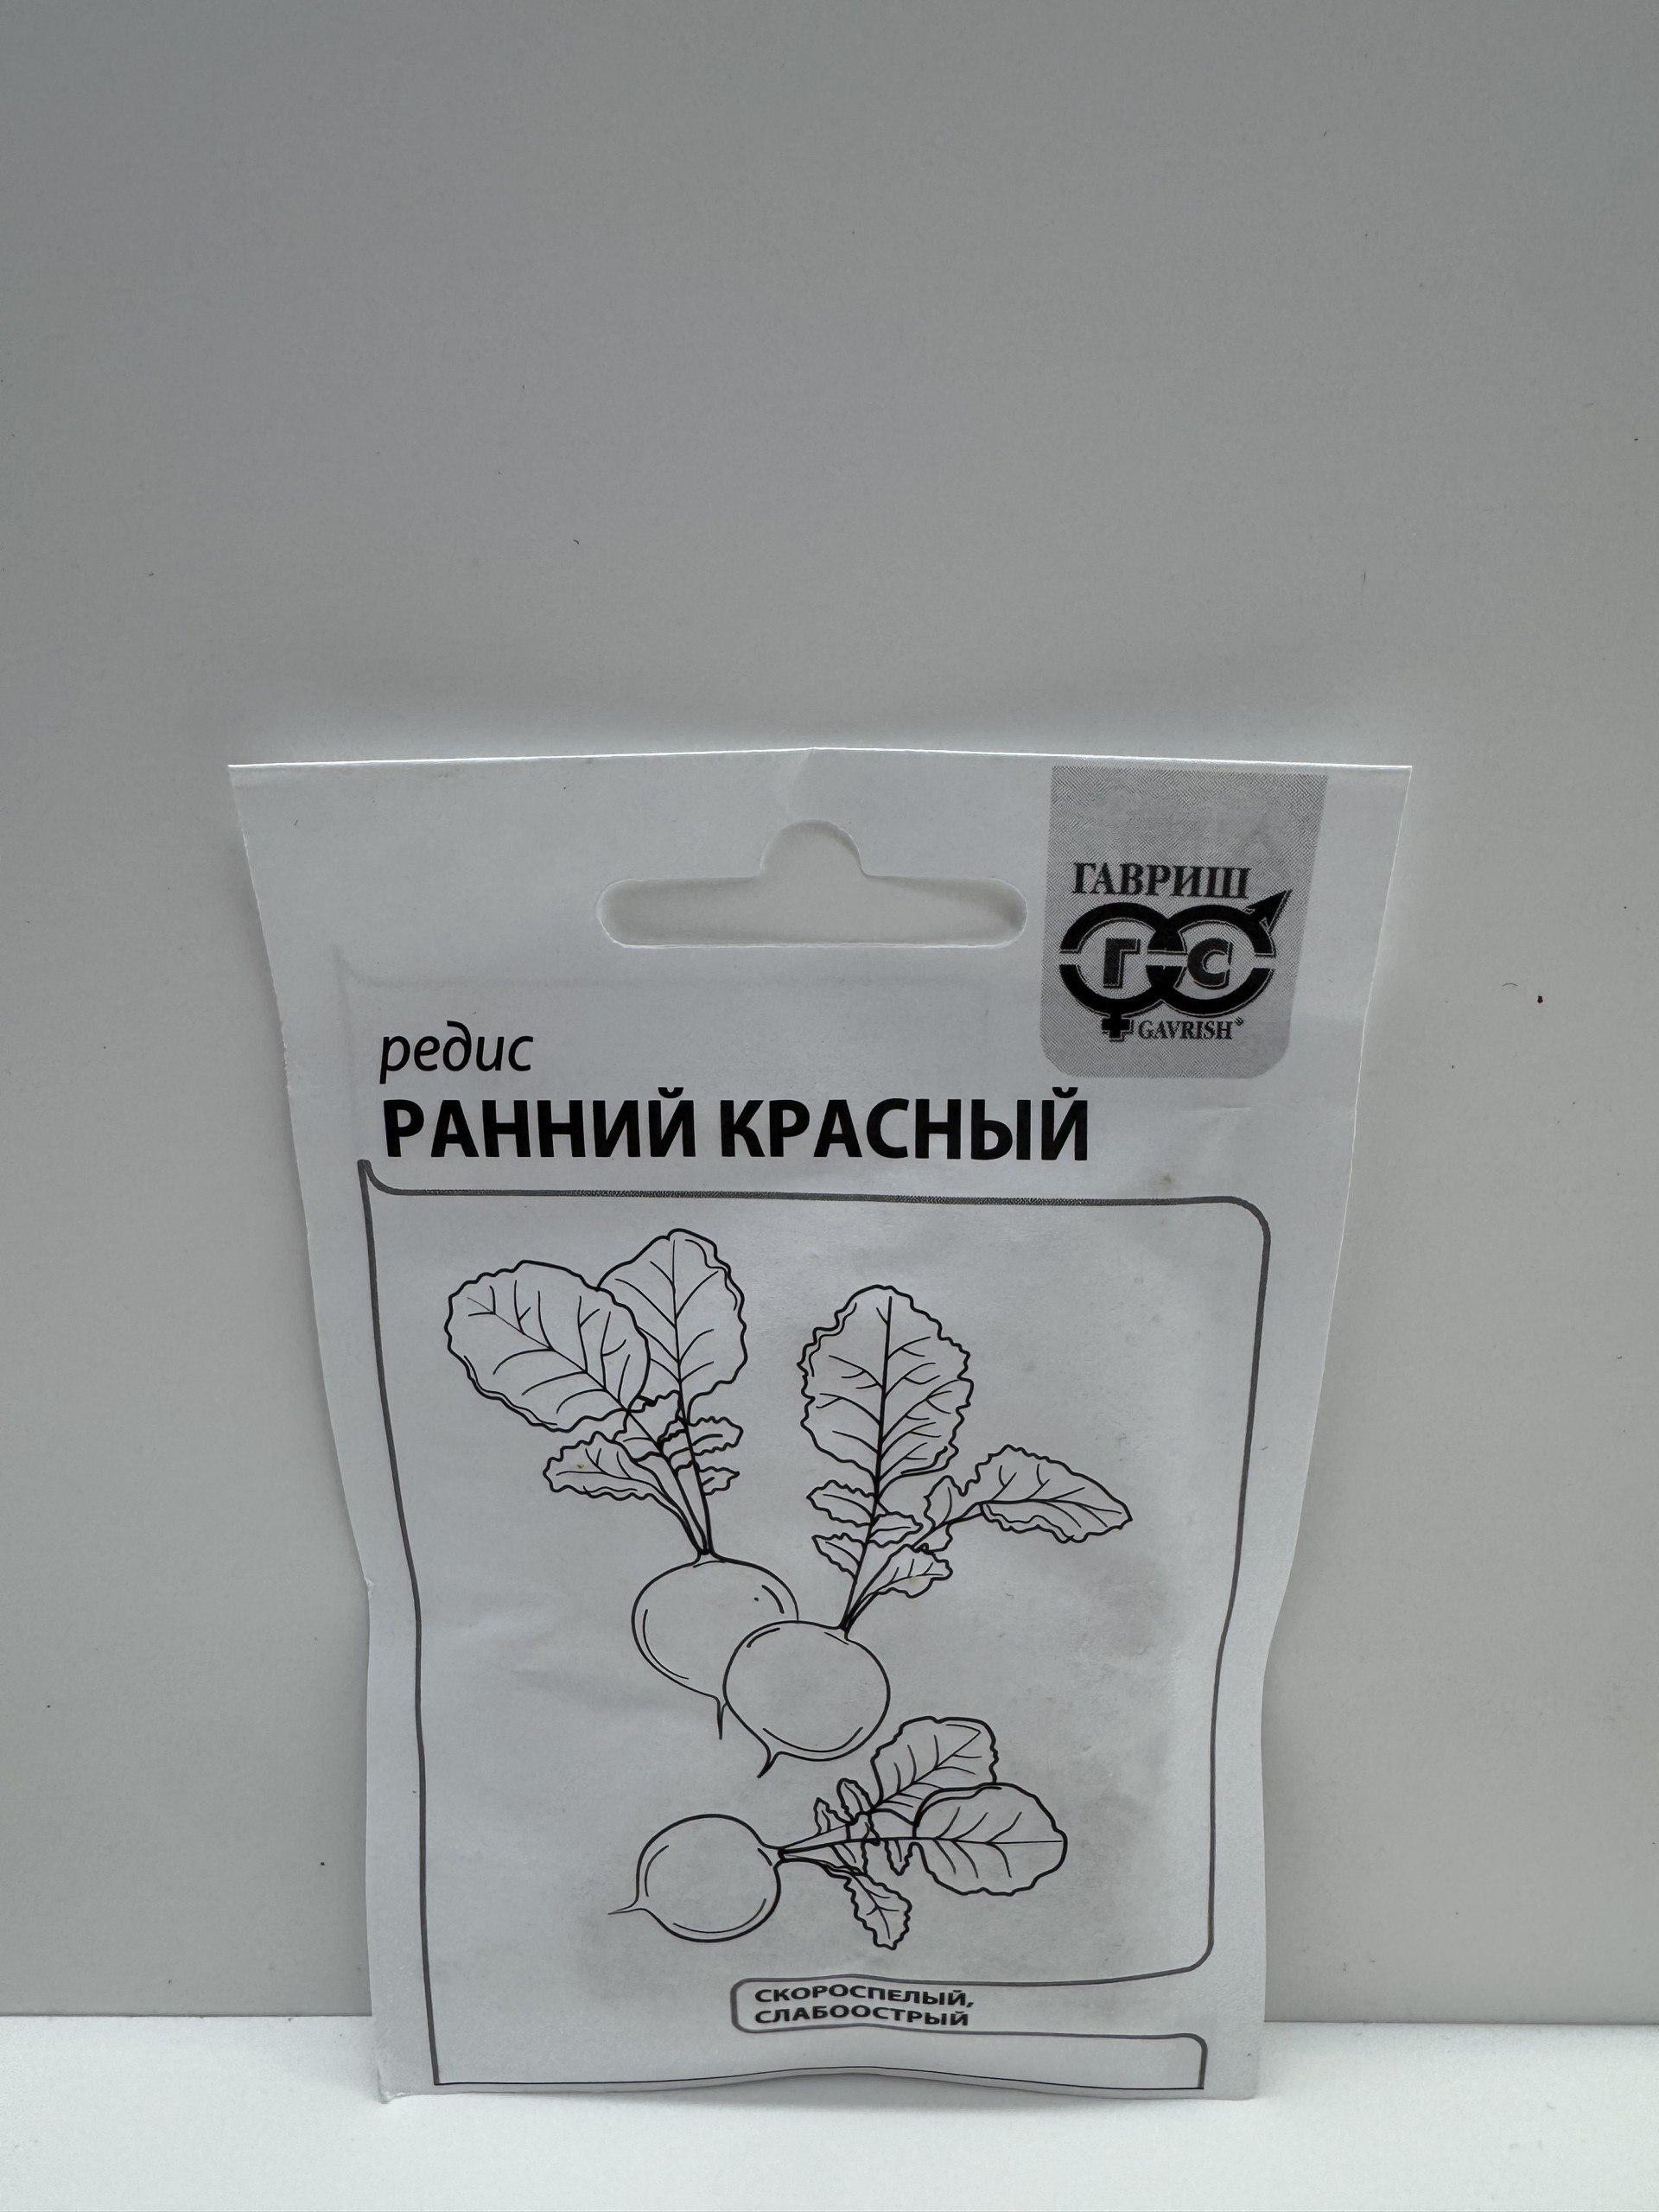 ГАВРИШ
Г С
GAVRISH®
редис
РАННИЙ КРАСНЫЙ
СКОРОСПЕЛЫЙ,
СЛАБООСТРЫЙ